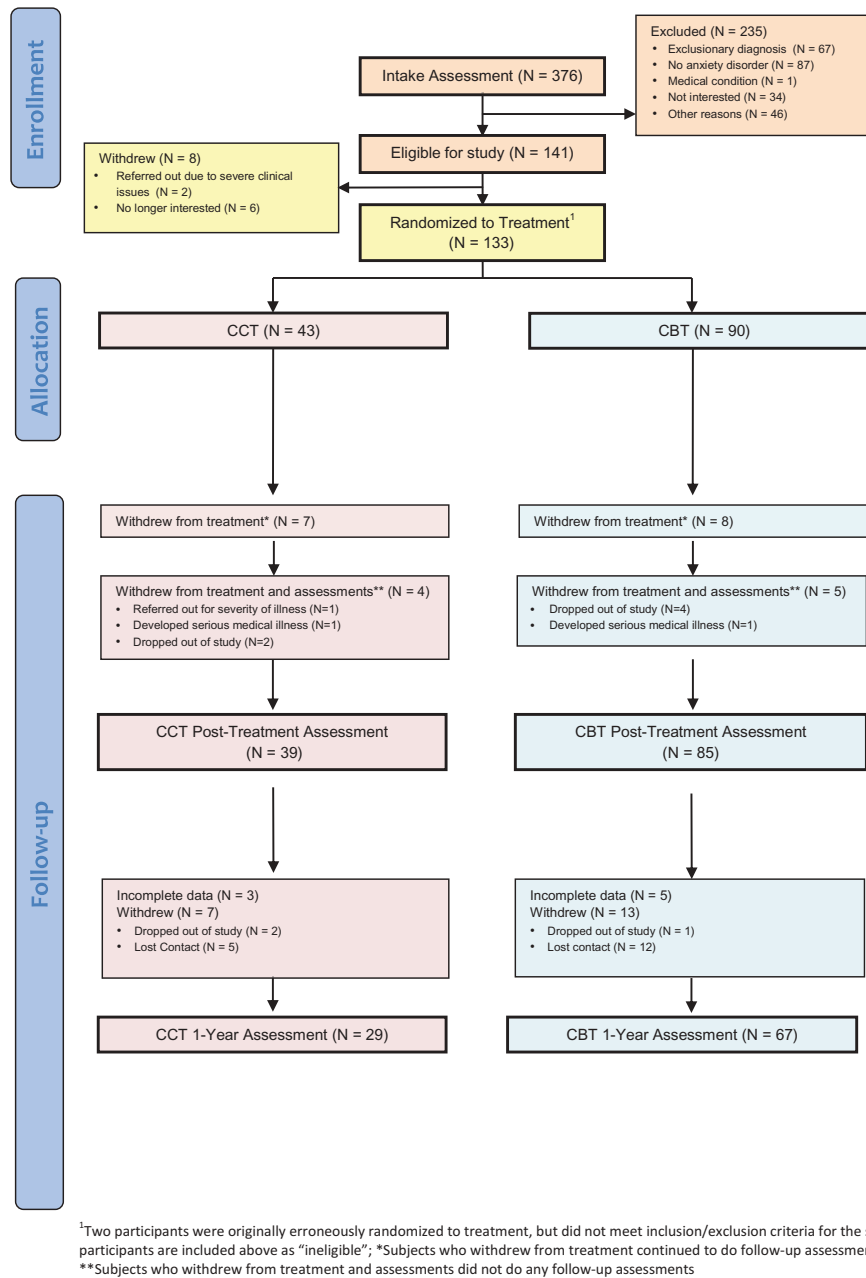 Enrollment
Excluded (N = 235)
• Exclusionary diagnosis (N = 67)
• No anxiety disorder (N = 87)
• Medical condition (N = 1)
• Not interested (N = 34)
• Other reasons (N = 46)
Intake Assessment (N = 376)
Eligible for study (N = 141)
Withdrew (N = 8)
• Referred out due to severe clinical
issues (N = 2)
• No longer interested (N = 6)
Randomized to Treatment¹
(N = 133)
Allocation
CCT (N = 43)
CBT (N = 90)
Follow-up
Withdrew from treatment* (N = 7)
Withdrew from treatment* (N = 8)
Withdrew from treatment and assessments** (N = 4)
• Referred out for severity of illness (N=1)
• Developed serious medical illness (N=1)
• Dropped out of study (N=2)
Withdrew from treatment and assessments** (N = 5)
• Dropped out of study (N=4)
• Developed serious medical illness (N=1)
CCT Post-Treatment Assessment
(N = 39)
CBT Post-Treatment Assessment
(N = 85)
Incomplete data (N = 3)
Withdrew (N = 7)
• Dropped out of study (N = 2)
• Lost Contact (N = 5)
Incomplete data (N = 5)
Withdrew (N = 13)
• Dropped out of study (N = 1)
• Lost contact (N = 12)
CCT 1-Year Assessment (N = 29)
CBT 1-Year Assessment (N = 67)
¹Two participants were originally erroneously randomized to treatment, but did not meet inclusion/exclusion criteria for the
participants are included above as “ineligible”; *Subjects who withdrew from treatment continued to do follow-up
**Subjects who withdrew from treatment and assessments did not do any follow-up assessments